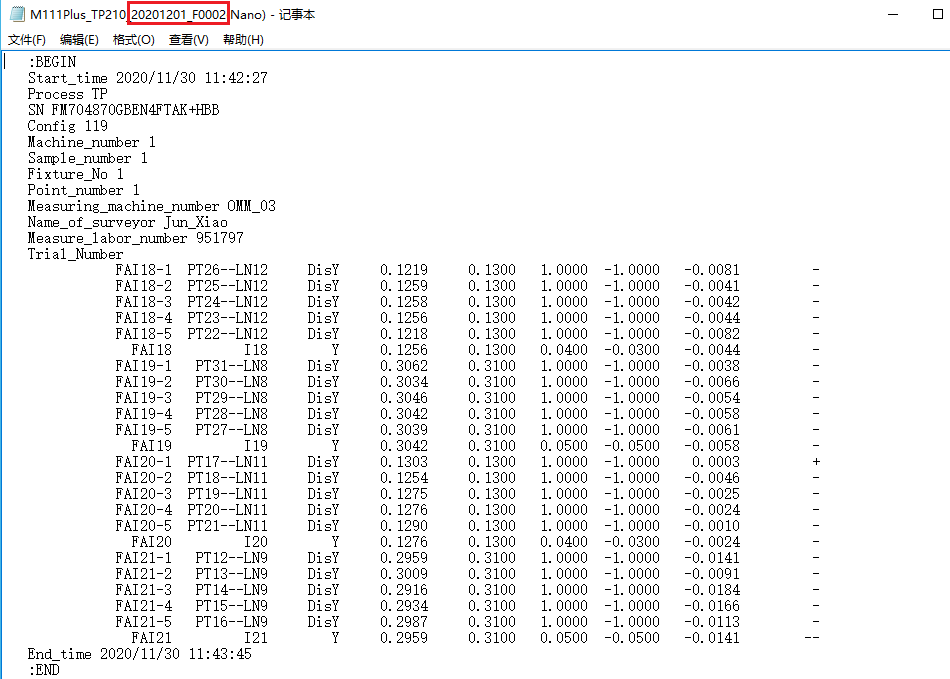 M111Plus_TP210_20201201_F0002(Nano) - 记事本
文件(F) 编辑(E) 格式(O) 查看(V) 帮助(H)
:BEGIN
Start_time 2020/11/30 11:42:27
Process TP
SN FM704870GBEN4FTAK+HBB
Config 119
Machine_number 1
Sample_number 1
Fixture_No 1
Point_number 1
Measuring_machine_number OMM_03
Name_of_surveyor Jun_Xiao
Measure_labor_number 951797
Trial_Number
FAI18-1 PT26--LN12 DisY 0.1219 0.1300 1.0000 -1.0000 -0.0081 -
FAI18-2 PT25--LN12 DisY 0.1259 0.1300 1.0000 -1.0000 -0.0041 -
FAI18-3 PT24--LN12 DisY 0.1258 0.1300 1.0000 -1.0000 -0.0042 -
FAI18-4 PT23--LN12 DisY 0.1256 0.1300 1.0000 -1.0000 -0.0044 -
FAI18-5 PT22--LN12 DisY 0.1218 0.1300 1.0000 -1.0000 -0.0082 -
FAI18 I18 Y 0.1256 0.1300 0.0400 -0.0300 -0.0044 -
FAI19-1 PT31--LN8 DisY 0.3062 0.3100 1.0000 -1.0000 -0.0038 -
FAI19-2 PT30--LN8 DisY 0.3034 0.3100 1.0000 -1.0000 -0.0066 -
FAI19-3 PT29--LN8 DisY 0.3046 0.3100 1.0000 -1.0000 -0.0054 -
FAI19-4 PT28--LN8 DisY 0.3042 0.3100 1.0000 -1.0000 -0.0058 -
FAI19-5 PT27--LN8 DisY 0.3039 0.3100 1.0000 -1.0000 -0.0061 -
FAI19 I19 Y 0.3042 0.3100 0.0500 -0.0500 -0.0058 -
FAI20-1 PT17--LN11 DisY 0.1303 0.1300 1.0000 -1.0000 0.0003 +
FAI20-2 PT18--LN11 DisY 0.1254 0.1300 1.0000 -1.0000 -0.0046 -
FAI20-3 PT19--LN11 DisY 0.1275 0.1300 1.0000 -1.0000 -0.0025 -
FAI20-4 PT20--LN11 DisY 0.1276 0.1300 1.0000 -1.0000 -0.0024 -
FAI20-5 PT21--LN11 DisY 0.1290 0.1300 1.0000 -1.0000 -0.0010 -
FAI20 I20 Y 0.1276 0.1300 0.0400 -0.0300 -0.0024 -
FAI21-1 PT12--LN9 DisY 0.2959 0.3100 1.0000 -1.0000 -0.0141 -
FAI21-2 PT13--LN9 DisY 0.3009 0.3100 1.0000 -1.0000 -0.0091 -
FAI21-3 PT14--LN9 DisY 0.2916 0.3100 1.0000 -1.0000 -0.0184 -
FAI21-4 PT15--LN9 DisY 0.2934 0.3100 1.0000 -1.0000 -0.0166 -
FAI21-5 PT16--LN9 DisY 0.2987 0.3100 1.0000 -1.0000 -0.0113 -
FAI21 I21 Y 0.2959 0.3100 0.0500 -0.0500 -0.0141 --
End_time 2020/11/30 11:43:45
:END